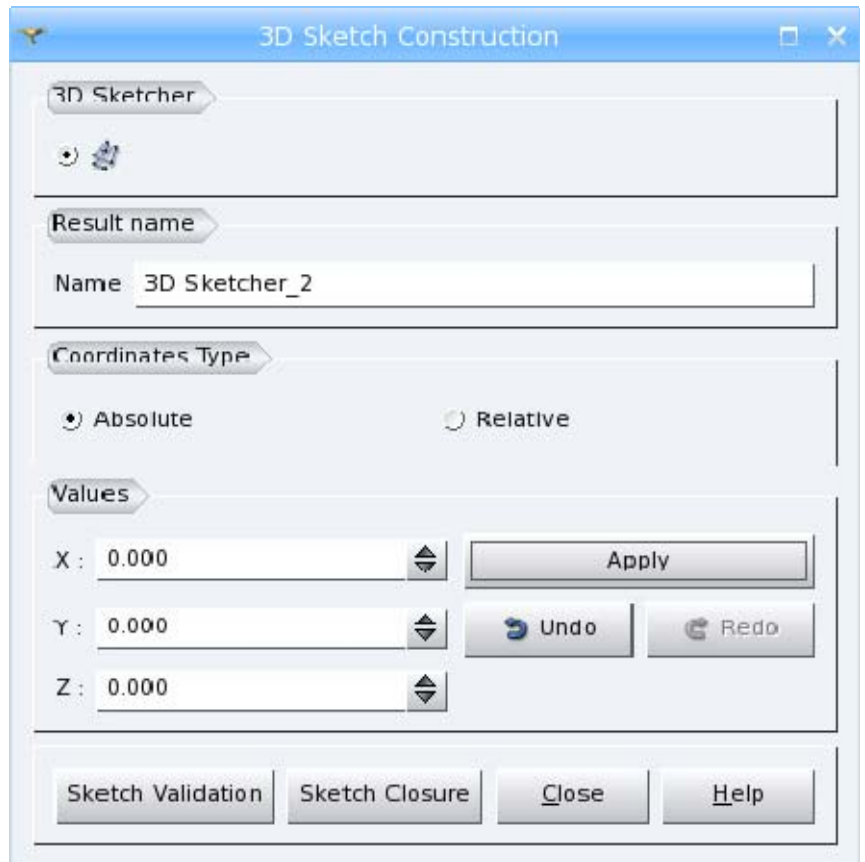 3D Sketch Construction
3D Sketcher
Result name
Name 3D Sketcher_2
Coordinates Type
Absolute Relative
Values
X : 0.000 Apply
Y : 0.000 Undo Redo
Z : 0.000
Sketch Validation Sketch Closure Close Help